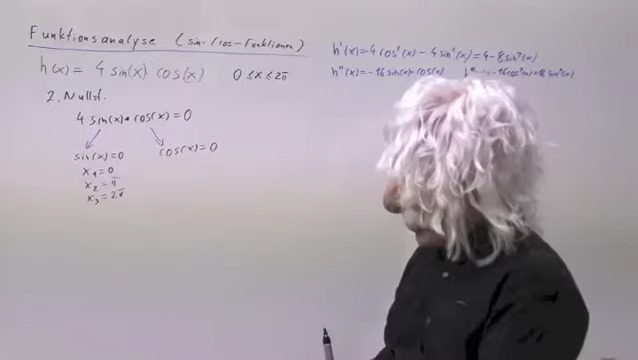 Funktionsanalyse (sin-/cos-Funktionen)
h(x) = 4 sin(x) · cos(x) 0 ≤ x ≤ 2π
h'(x) = 4 cos²(x) - 4 sin²(x) = 4 - 8 sin²(x)
h''(x) = -16 sin(x) · cos(x)
2. Nullst.
4 sin(x) · cos(x) = 0
sin(x) = 0 cos(x) = 0
x₁ = 0
x₂ = π
x₃ = 2π